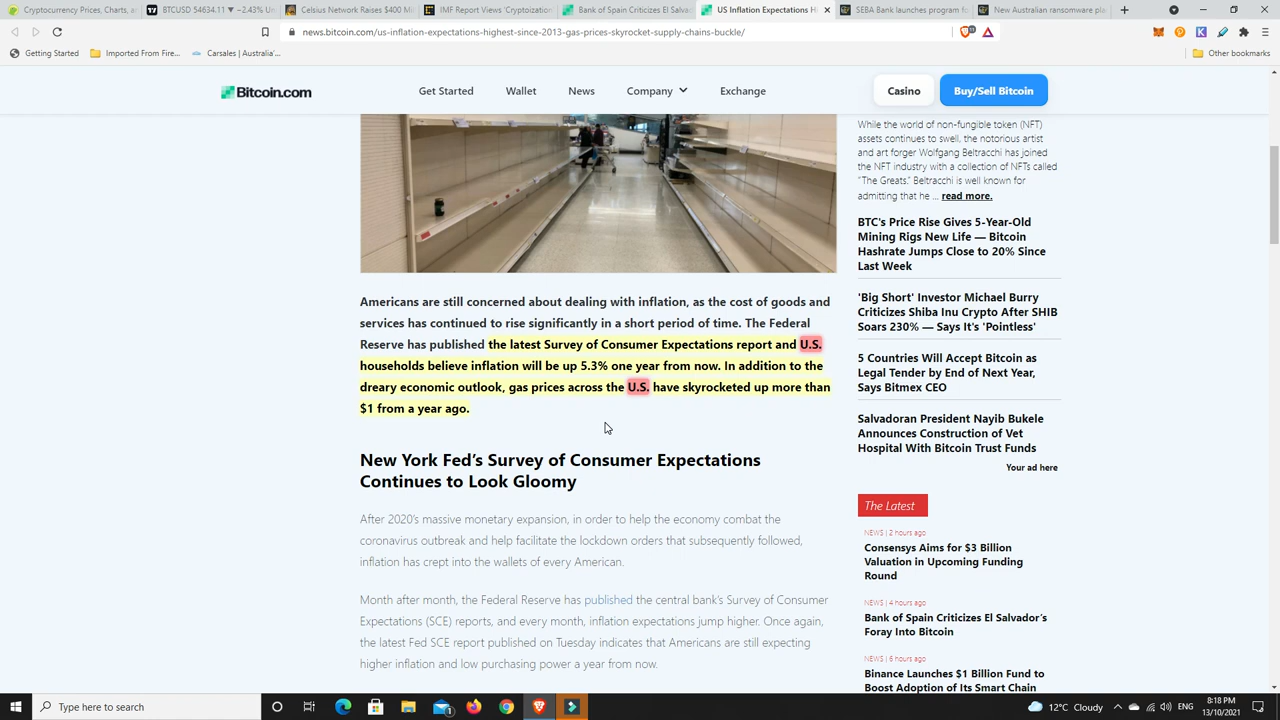 Cryptocurrency Prices, Charts, a
BTCUSD 54634.11 ▼ −2.43% Un
Celsius Network Raises $400 Mi
IMF Report Views 'Cryptoization
Bank of Spain Criticizes El Salva
US Inflation Expectations H
SEBA Bank launches program fo
New Australian ransomware pla
news.bitcoin.com/us-inflation-expectations-highest-since-2013-gas-prices-skyrocket-supply-chains-buckle/
Getting Started
Imported From Fire...
Carsales | Australia'...
Other bookmarks
Bitcoin.com
Get Started
Wallet
News
Company
Exchange
Casino
Buy/Sell Bitcoin
Americans are still concerned about dealing with inflation, as the cost of goods and
services has continued to rise significantly in a short period of time. The Federal
Reserve has published the latest Survey of Consumer Expectations report and U.S.
households believe inflation will be up 5.3% one year from now. In addition to the
dreary economic outlook, gas prices across the U.S. have skyrocketed up more than
$1 from a year ago.
New York Fed's Survey of Consumer Expectations
Continues to Look Gloomy
After 2020's massive monetary expansion, in order to help the economy combat the
coronavirus outbreak and help facilitate the lockdown orders that subsequently followed,
inflation has crept into the wallets of every American.
Month after month, the Federal Reserve has published the central bank's Survey of Consumer
Expectations (SCE) reports, and every month, inflation expectations jump higher. Once again,
the latest Fed SCE report published on Tuesday indicates that Americans are still expecting
higher inflation and low purchasing power a year from now.
While the world of non-fungible token (NFT)
assets continues to swell, the notorious artist
and art forger Wolfgang Beltracchi has joined
the NFT industry with a collection of NFTs called
"The Greats." Beltracchi is well known for
admitting that he ... read more.
BTC's Price Rise Gives 5-Year-Old
Mining Rigs New Life — Bitcoin
Hashrate Jumps Close to 20% Since
Last Week
'Big Short' Investor Michael Burry
Criticizes Shiba Inu Crypto After SHIB
Soars 230% — Says It's 'Pointless'
5 Countries Will Accept Bitcoin as
Legal Tender by End of Next Year,
Says Bitmex CEO
Salvadoran President Nayib Bukele
Announces Construction of Vet
Hospital With Bitcoin Trust Funds
Your ad here
The Latest
NEWS | 2 hours ago
Consensys Aims for $3 Billion
Valuation in Upcoming Funding
Round
NEWS | 4 hours ago
Bank of Spain Criticizes El Salvador's
Foray Into Bitcoin
NEWS | 6 hours ago
Binance Launches $1 Billion Fund to
Boost Adoption of Its Smart Chain
Type here to search
12°C Cloudy
ENG
8:18 PM
13/10/2021